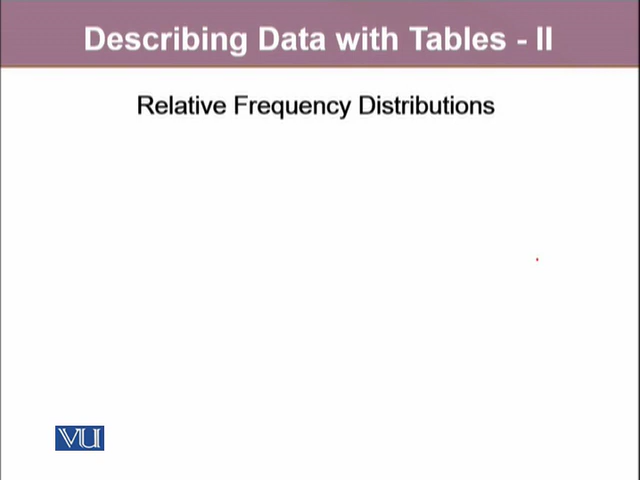 Describing Data with Tables - II
Relative Frequency Distributions
VU